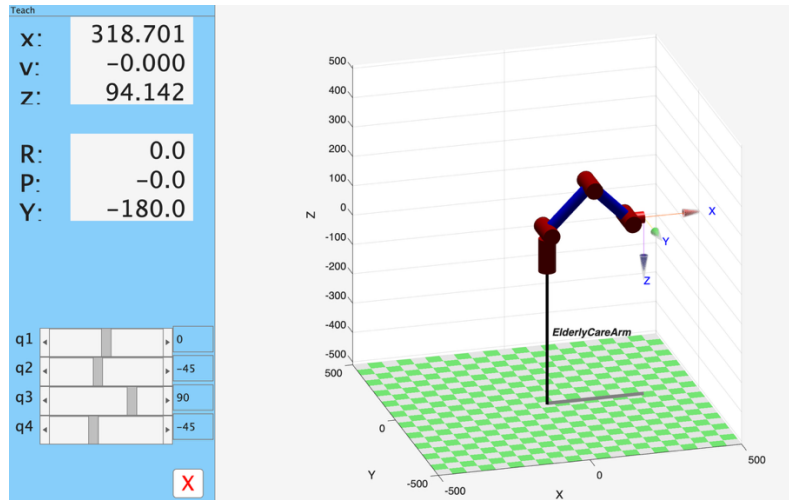 Teach
x: 318.701
y: -0.000
z: 94.142
R: 0.0
P: -0.0
Y: -180.0
q1 0
q2 -45
q3 90
q4 -45
X
500
400
300
200
100
0
-100
-200
-300
-400
-500
Z
500
0
-500
Y
-500
0
500
X
X
Y
Z
ElderlyCareArm